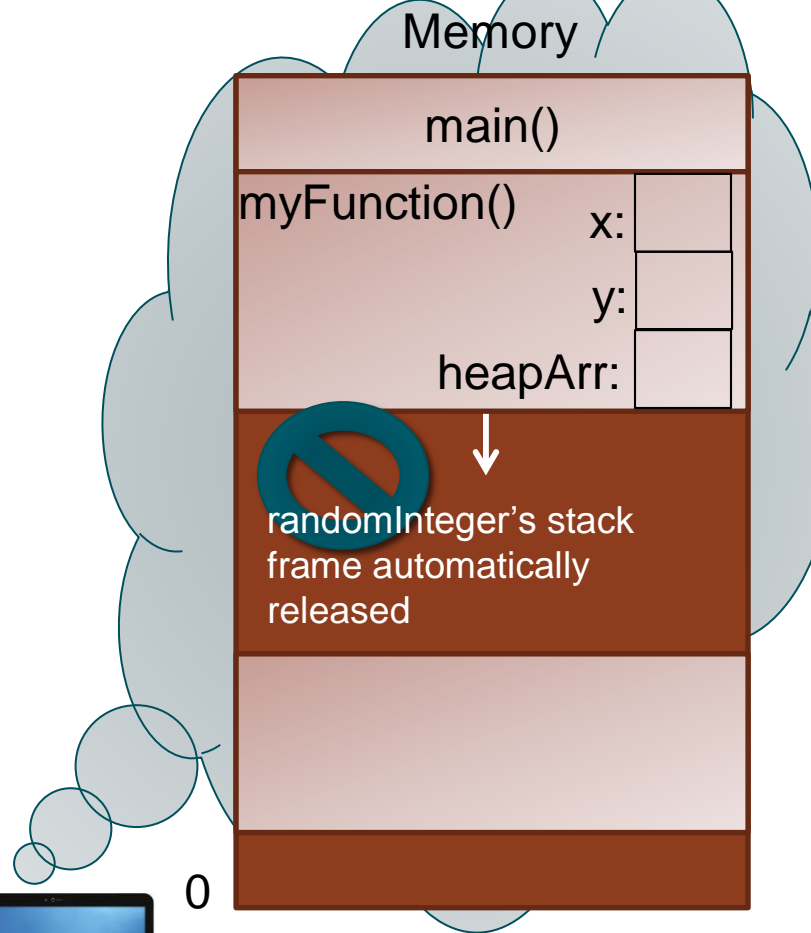 Memory
main()
myFunction()
x:
y:
heapArr:
randomInteger’s stack
frame automatically
released
0